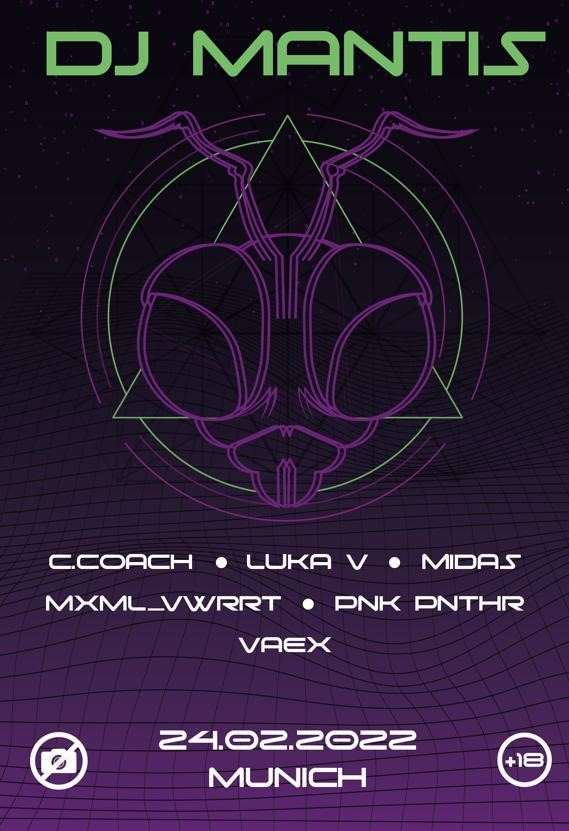 DJ MANTIS
C.COACH • LUKA V • MIDAS
MXML_VWRRT • PNK PNTHR
VAEX
24.02.2022
MUNICH
+18